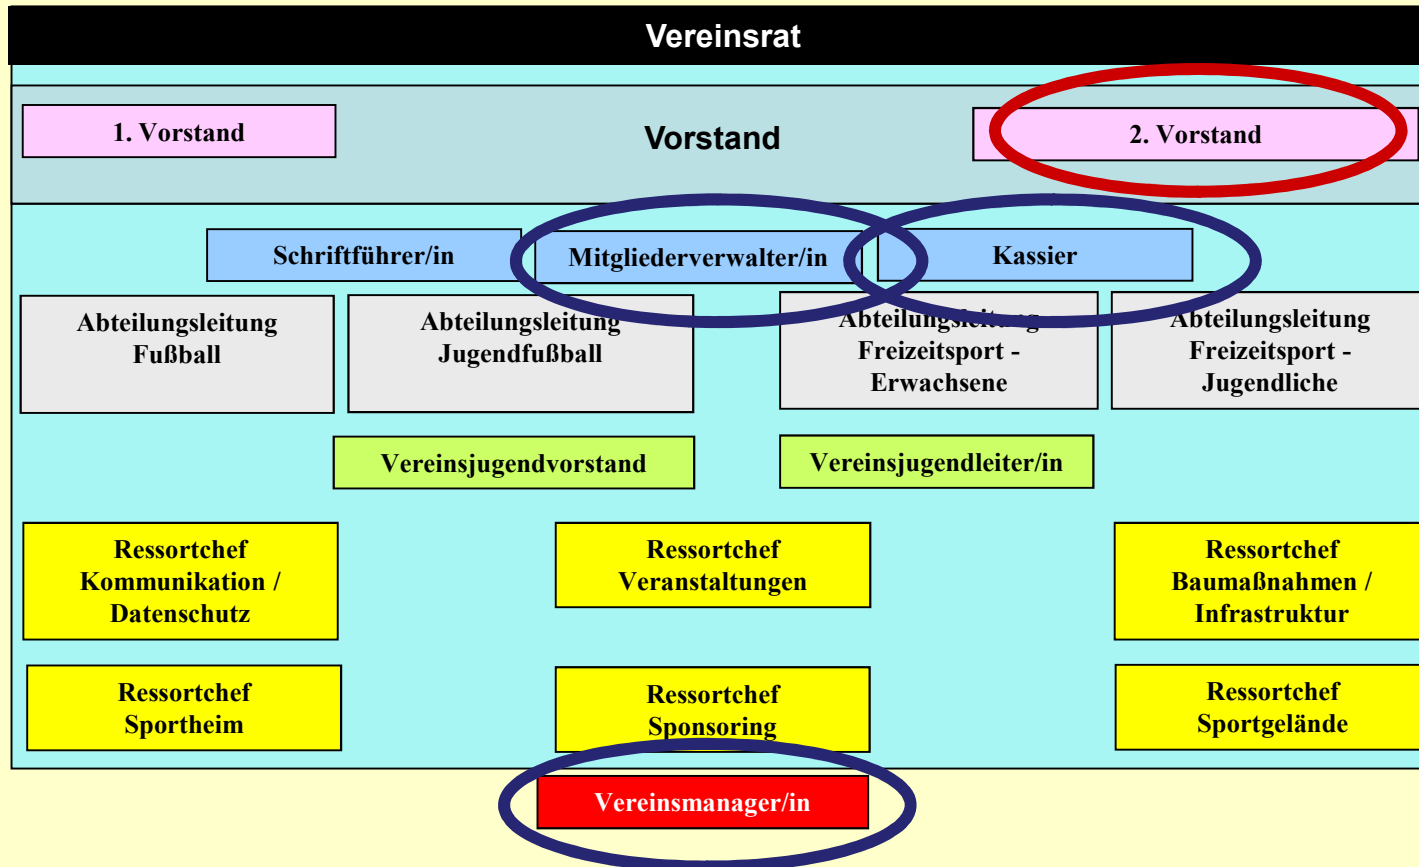 Vereinsrat
1. Vorstand
Vorstand
2. Vorstand
Schriftführer/in
Mitgliederverwalter/in
Kassier
Abteilungsleitung
Fußball
Abteilungsleitung
Jugendfußball
Abteilungsleitung
Freizeitsport -
Erwachsene
Abteilungsleitung
Freizeitsport -
Jugendliche
Vereinsjugendvorstand
Vereinsjugendleiter/in
Ressortchef
Kommunikation /
Datenschutz
Ressortchef
Veranstaltungen
Ressortchef
Baumaßnahmen /
Infrastruktur
Ressortchef
Sportheim
Ressortchef
Sponsoring
Ressortchef
Sportgelände
Vereinsmanager/in